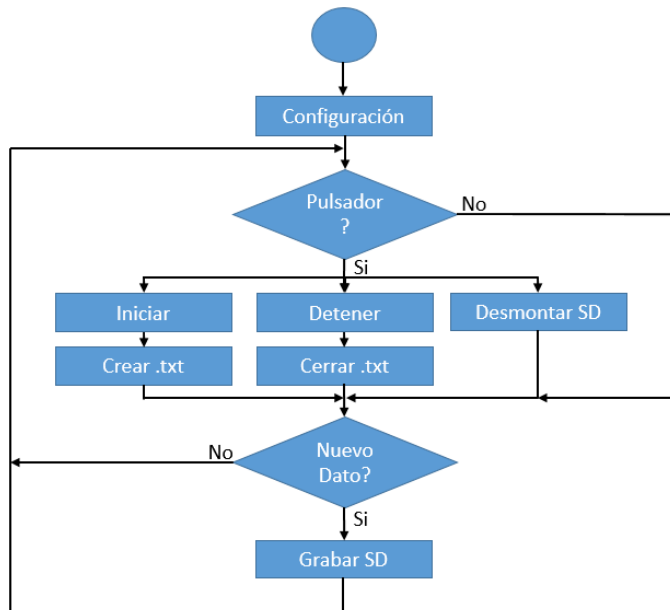 Configuración
Pulsador
?
No
Si
Iniciar
Detener
Desmontar SD
Crear .txt
Cerrar .txt
No
Nuevo
Dato?
Si
Grabar SD